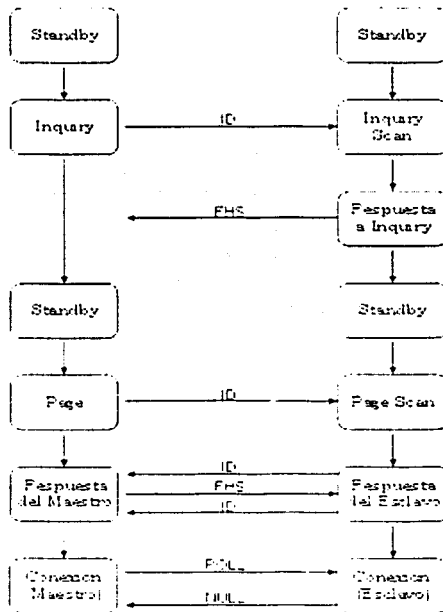 Standby
Standby
Inquiry
ID
Inquiry
Scan
FHS
Respuesta
a Inquiry
Standby
Standby
Page
ID
Page Scan
ID
Respuesta
del Maestro
FHS
Respuesta
del Esclavo
ID
Conexion
Maestro)
POLL
Conexion
(Esclavo)
NULL